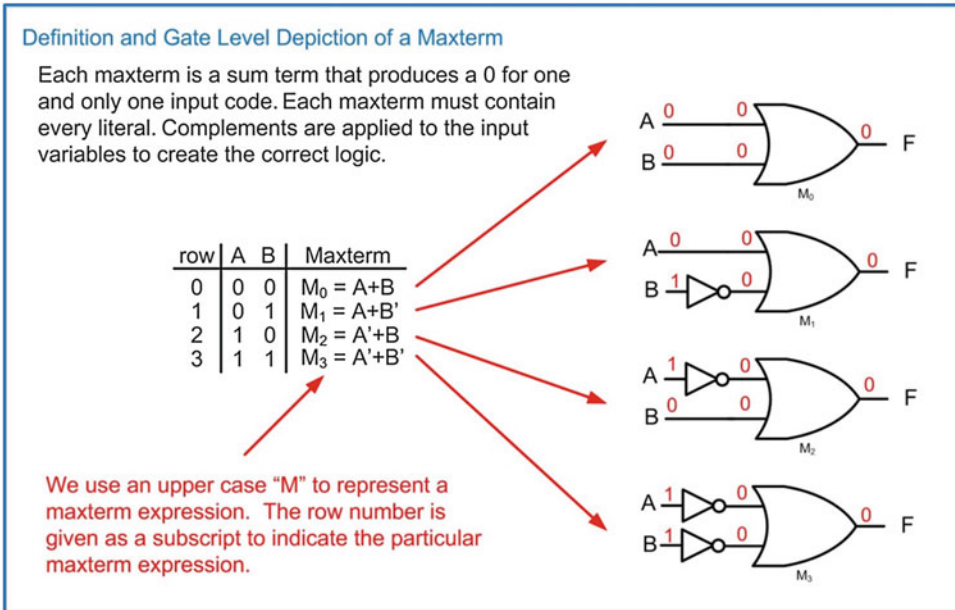 Definition and Gate Level Depiction of a Maxterm
Each maxterm is a sum term that produces a 0 for one
and only one input code. Each maxterm must contain
every literal. Complements are applied to the input
variables to create the correct logic.
row A B Maxterm
0 0 0 M₀ = A+B
1 0 1 M₁ = A+B'
2 1 0 M₂ = A'+B
3 1 1 M₃ = A'+B'
We use an upper case “M” to represent a
maxterm expression. The row number is
given as a subscript to indicate the particular
maxterm expression.
A 0 0 0 F
B 0 0
M₀
A 0 0 0 F
B 1 0
M₁
A 1 0 0 F
B 0 0
M₂
A 1 0 0 F
B 1 0
M₃